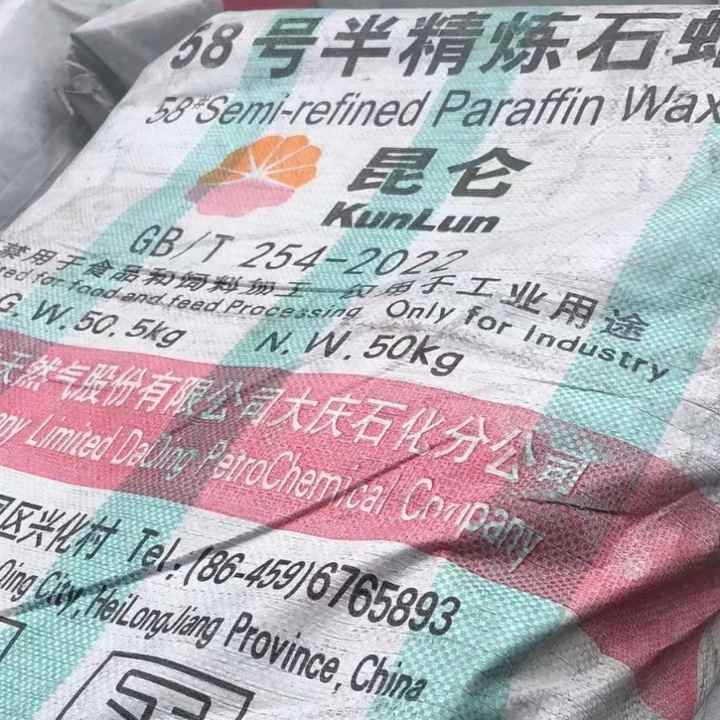 58号半精炼石蜡
58#Semi-refined Paraffin Wax
昆仑
KunLun
GB/T 254-2022
禁用于食品和饲料加工 仅用于工业用途
for food and feed Processing Only for Industry
G.W.50.5kg N.W.50kg
天然气股份有限公司大庆石化分公司
Limited DaQing PetroChemical Company
区兴化村 Tel:(86-459)6765893
Qing City, HeiLongJiang Province, China